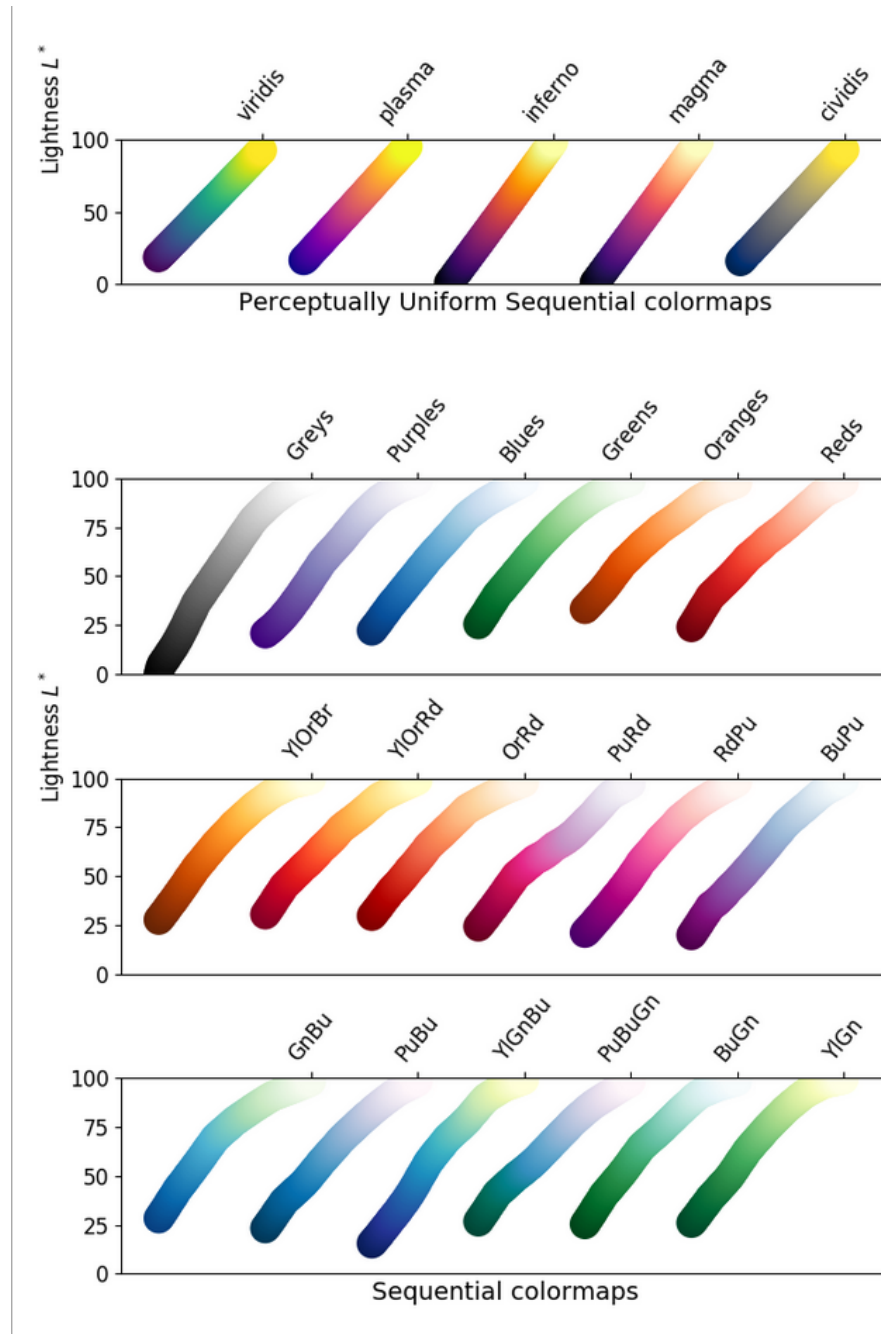 Lightness L*
viridis
plasma
inferno
magma
cividis
100
50
0
Perceptually Uniform Sequential colormaps
Greys
Purples
Blues
Greens
Oranges
Reds
100
75
50
25
0
Lightness L*
YlOrBr
YlOrRd
OrRd
PuRd
RdPu
BuPu
100
75
50
25
0
GnBu
PuBu
YlGnBu
PuBuGn
BuGn
YlGn
100
75
50
25
0
Sequential colormaps